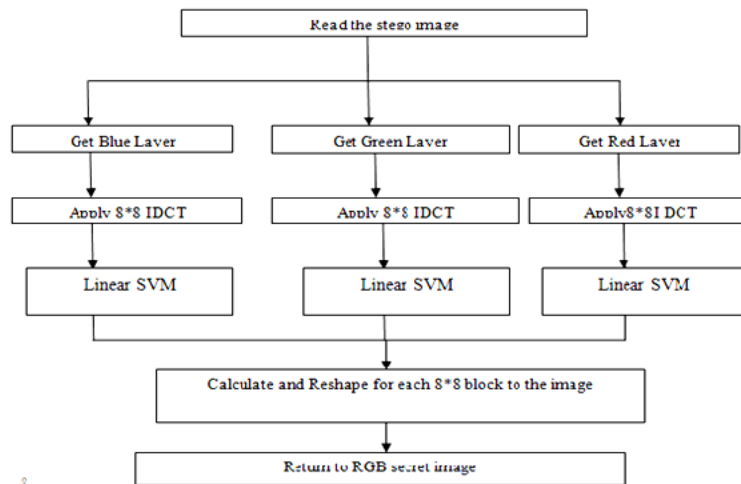 Read the stego image
Get Blue Layer
Get Green Layer
Get Red Layer
Apply 8*8 IDCT
Apply 8*8 IDCT
Apply8*8I DCT
Linear SVM
Linear SVM
Linear SVM
Calculate and Reshape for each 8*8 block to the image
Return to RGB secret image